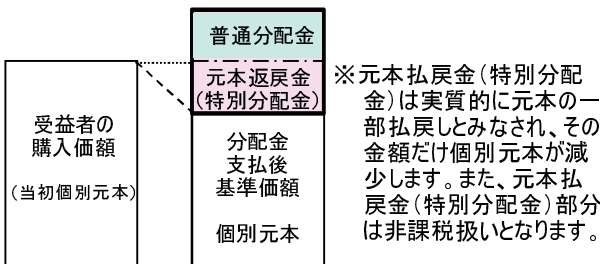 受益者の
購入価額
(当初個別元本)
普通分配金
元本返戻金
(特別分配金)
分配金
支払後
基準価額
個別元本
※元本払戻金(特別分配
金)は実質的に元本の一
部払戻しとみなされ、その
金額だけ個別元本が減
少します。また、元本払
戻金(特別分配金)部分
は非課税扱いとなります。